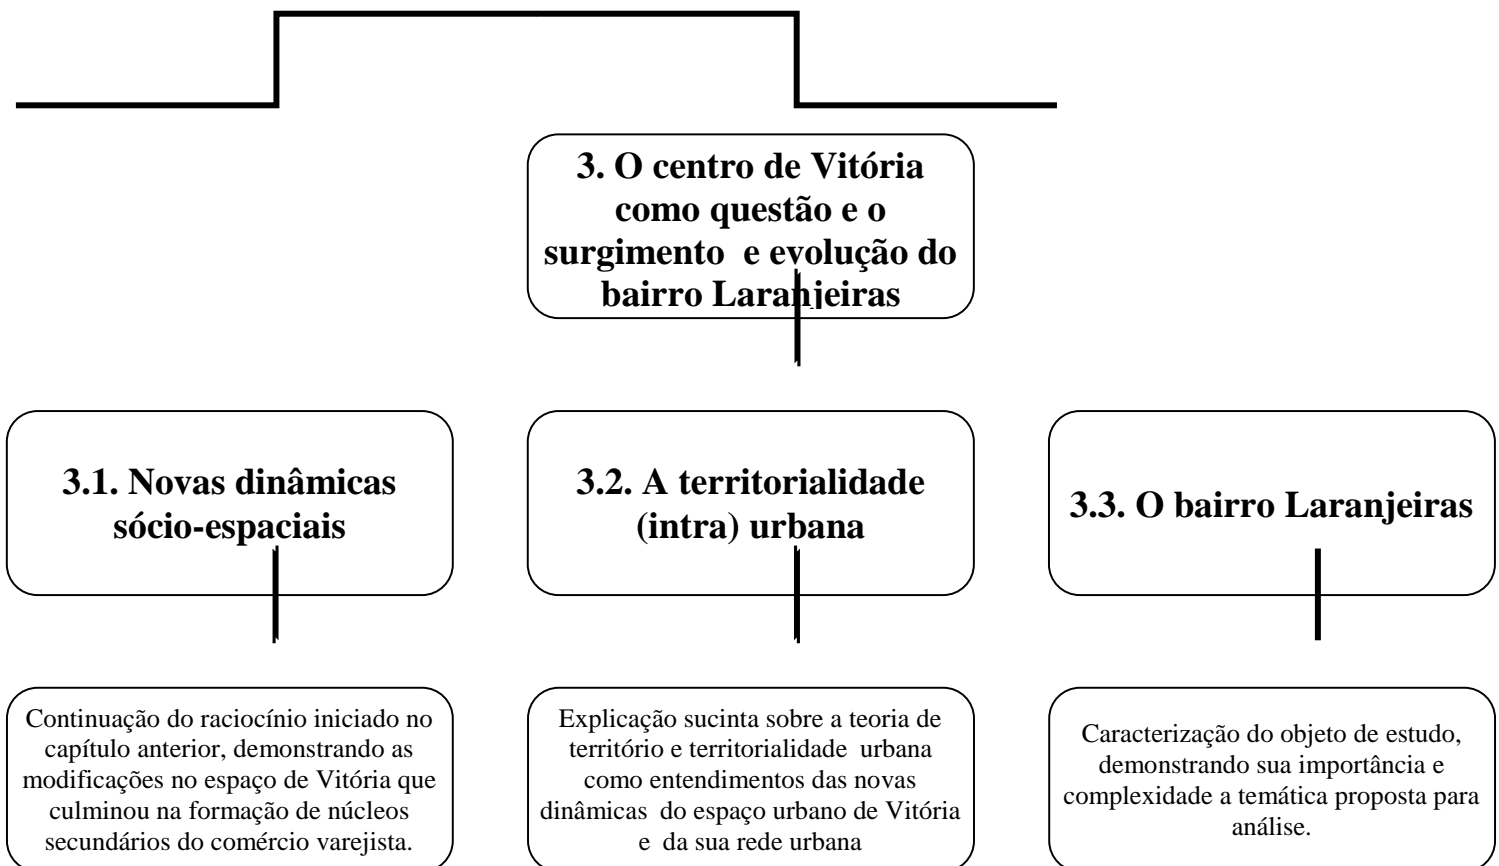 3. O centro de Vitória
como questão e o
surgimento e evolução do
bairro Laranjeiras
3.1. Novas dinâmicas
sócio-espaciais
3.2. A territorialidade
(intra) urbana
3.3. O bairro Laranjeiras
Continuação do raciocínio iniciado no
capítulo anterior, demonstrando as
modificações no espaço de Vitória que
culminou na formação de núcleos
secundários do comércio varejista.
Explicação sucinta sobre a teoria de
território e territorialidade urbana
como entendimentos das novas
dinâmicas do espaço urbano de Vitória
e da sua rede urbana
Caracterização do objeto de estudo,
demonstrando sua importância e
complexidade a temática proposta para
análise.